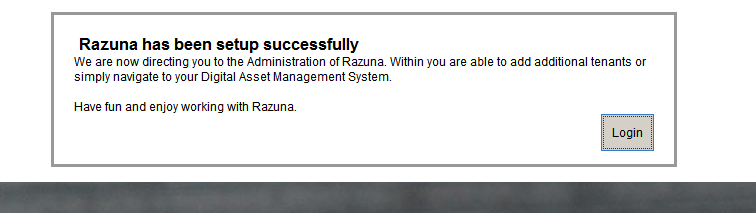 Razuna has been setup successfully
We are now directing you to the Administration of Razuna. Within you are able to add additional tenants or
simply navigate to your Digital Asset Management System.
Have fun and enjoy working with Razuna.
Login